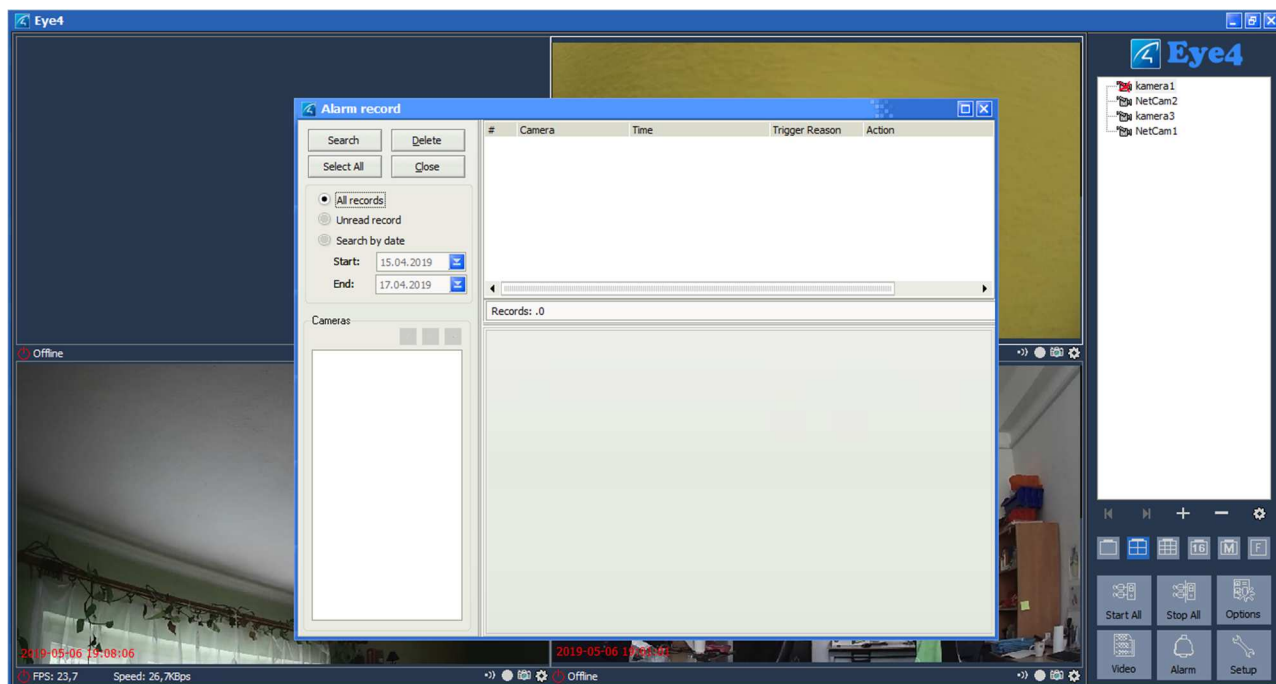 Eye4
Eye4
kamera1
NetCam2
kamera3
NetCam1
Alarm record
Search Delete
Select All Close
All records
Unread record
Search by date
Start: 15.04.2019
End: 17.04.2019
Cameras
# Camera Time Trigger Reason Action
Records: .0
Offline
2019-05-06 19:08:06
2019-05-06
FPS: 23,7 Speed: 26,7KBps
Offline
16 M F
Start All Stop All Options
Video Alarm Setup